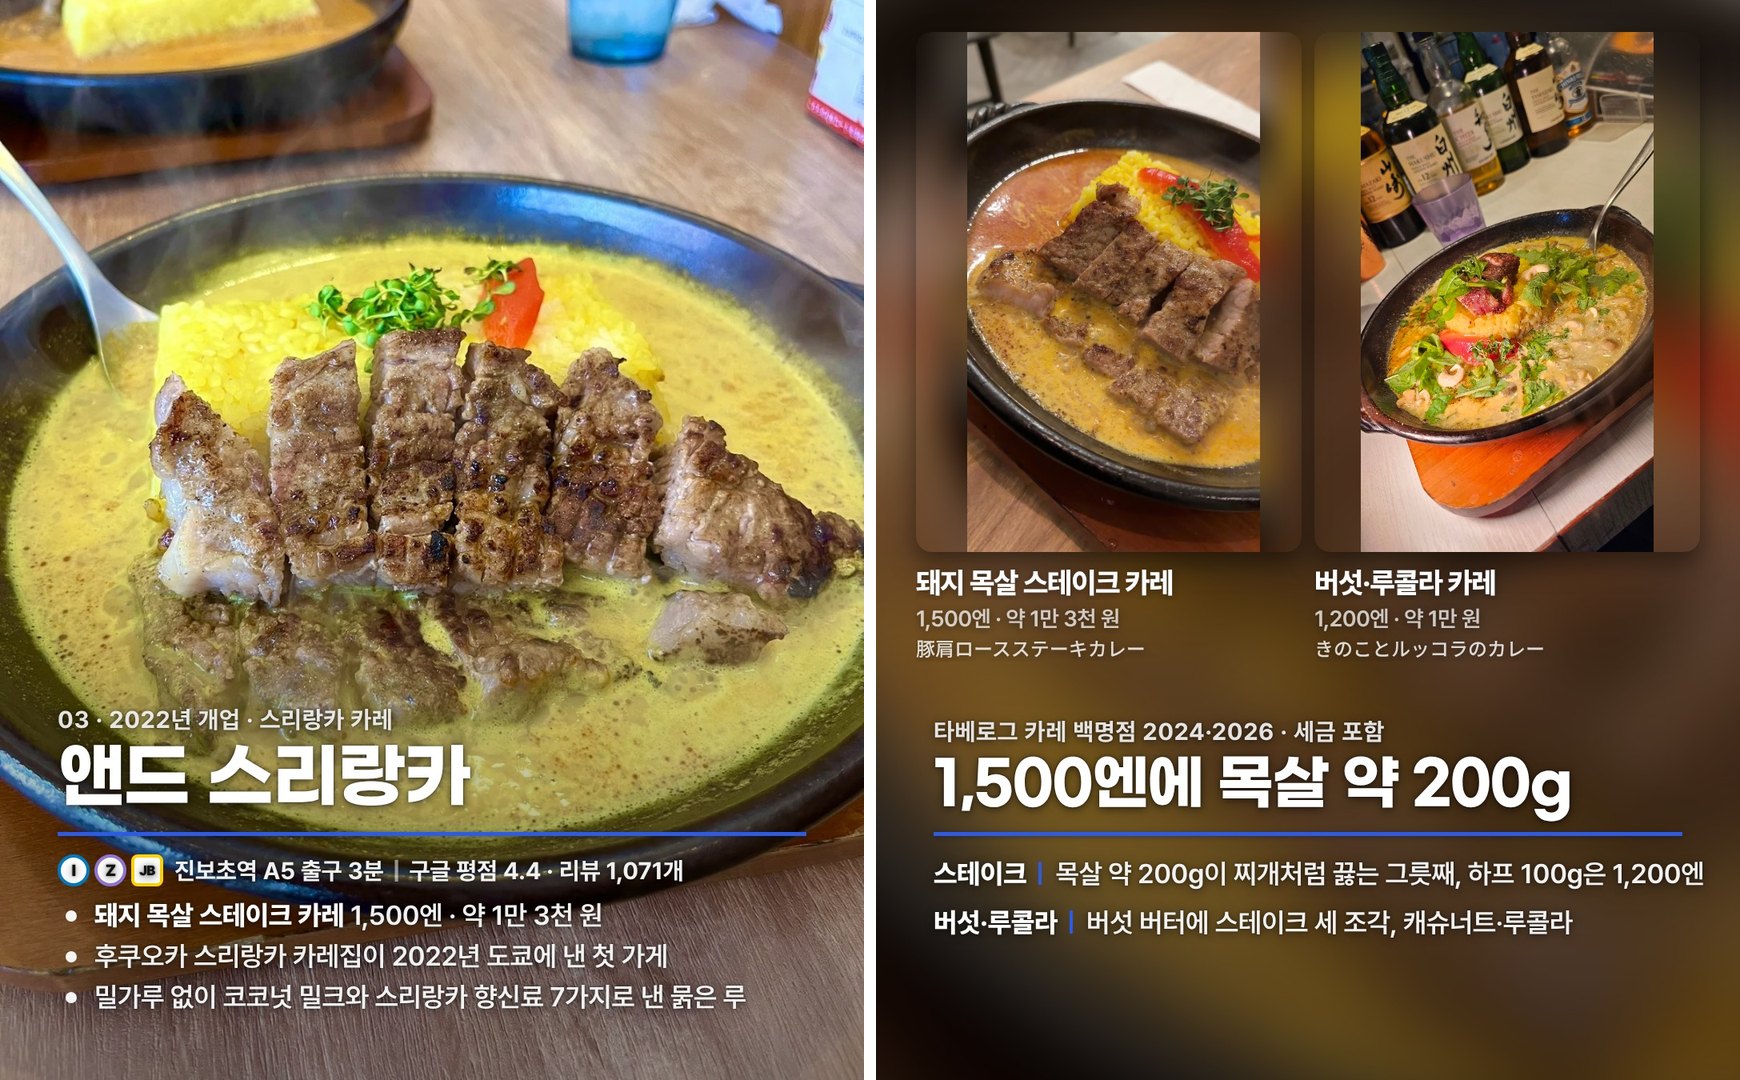 03 · 2022년 개업 · 스리랑카 카레
앤드 스리랑카
I Z JB 진보초역 A5 출구 3분 | 구글 평점 4.4 · 리뷰 1,071개
• 돼지 목살 스테이크 카레 1,500엔 · 약 1만 3천 원
• 후쿠오카 스리랑카 카레집이 2022년 도쿄에 낸 첫 가게
• 밀가루 없이 코코넛 밀크와 스리랑카 향신료 7가지로 낸 묽은 루
돼지 목살 스테이크 카레
1,500엔 · 약 1만 3천 원
豚肩ロースステーキカレー
버섯·루콜라 카레
1,200엔 · 약 1만 원
きのことルッコラのカレー
타베로그 카레 백명점 2024·2026 · 세금 포함
1,500엔에 목살 약 200g
스테이크 | 목살 약 200g이 찌개처럼 끓는 그릇째, 하프 100g은 1,200엔
버섯·루콜라 | 버섯 버터에 스테이크 세 조각, 캐슈너트·루콜라